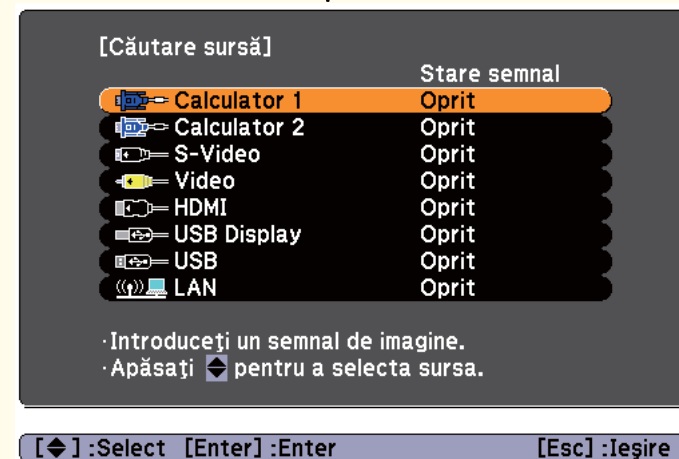 [Căutare sursă]
Stare semnal
Calculator 1 Oprit
Calculator 2 Oprit
S-Video Oprit
Video Oprit
HDMI Oprit
USB Display Oprit
USB Oprit
LAN Oprit
·Introduceţi un semnal de imagine.
·Apăsaţi pentru a selecta sursa.
[ ] :Select [Enter] :Enter [Esc] :Ieşire